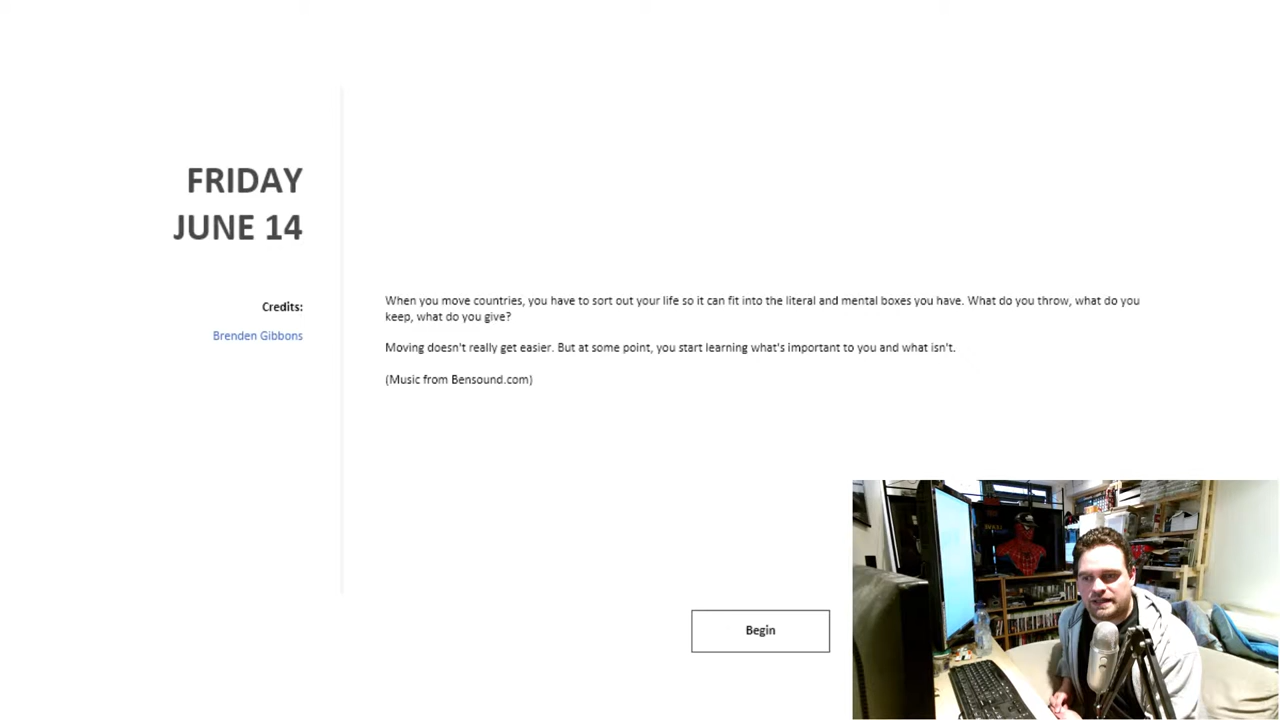 FRIDAY
JUNE 14
Credits:
Brenden Gibbons
When you move countries, you have to sort out your life so it can fit into the literal and mental boxes you have. What do you throw, what do you
keep, what do you give?
Moving doesn't really get easier. But at some point, you start learning what's important to you and what isn't.
(Music from Bensound.com)
Begin